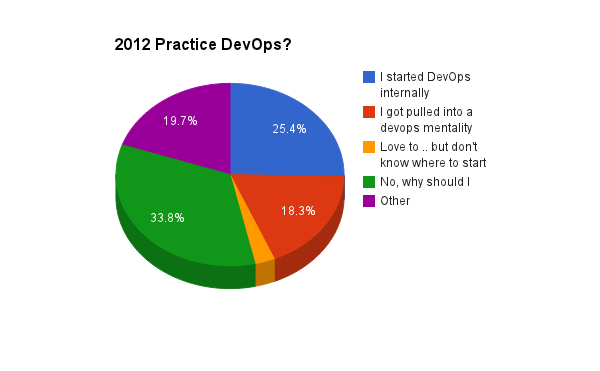 2012 Practice DevOps?
I started DevOps
internally
I got pulled into a
devops mentality
Love to .. but don't
know where to start
No, why should I
Other
25.4%
18.3%
33.8%
19.7%